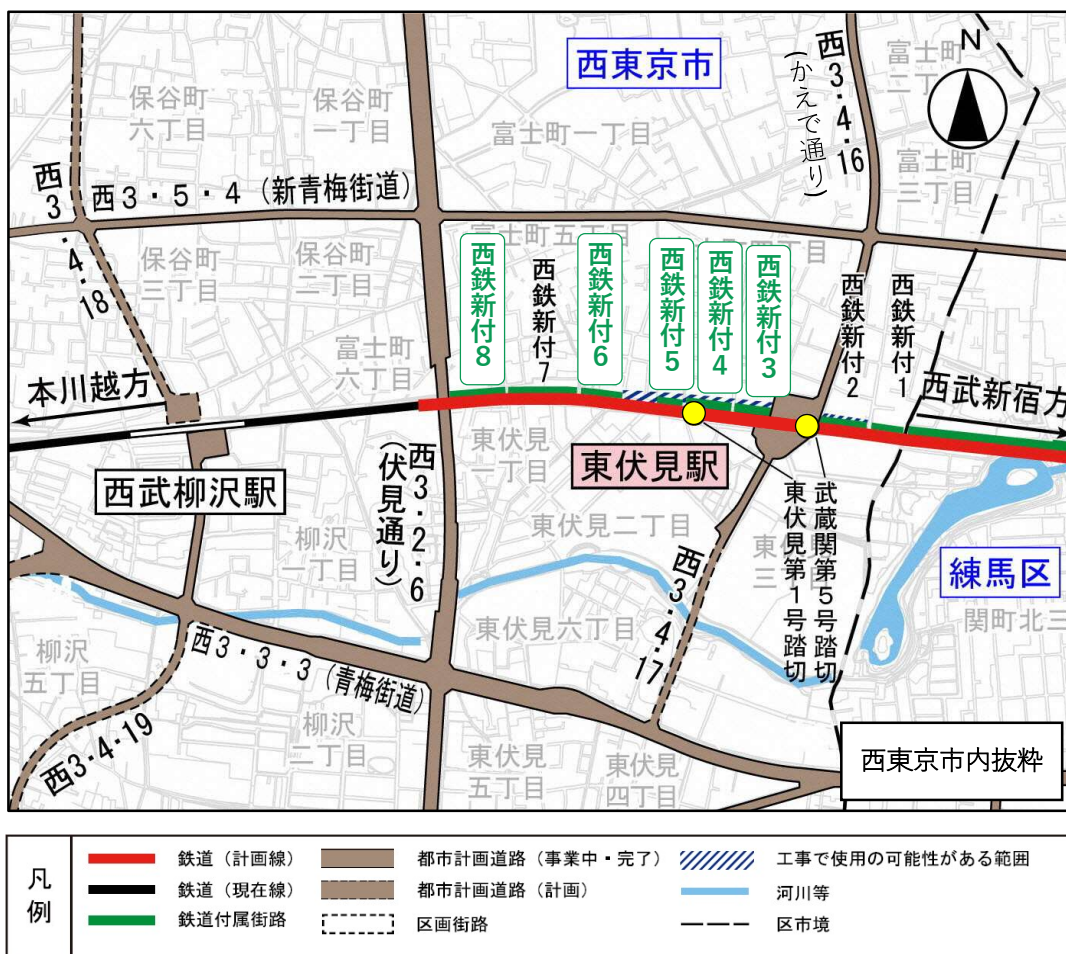 西東京市
N
西3・4・16
(かえで通り)
富士町
二丁
保谷町
六丁目
保谷町
一丁目
富士町一丁目
富士町
三丁目
西3・4・18
西3・5・4(新青梅街道)
富士町五丁目
丁目
保谷町
三丁目
保谷町
二丁目
西鉄新付8
西鉄新付7
西鉄新付6
西鉄新付5
西鉄新付4
西鉄新付3
西鉄新付2
西鉄新付1
富士町
六丁目
本川越方
西武新宿方
西武柳沢駅
西3・2・6
(伏見通り)
東伏見
一丁目
東伏見駅
東伏見二丁目
東伏見第1号踏切
武蔵関第5号踏切
柳沢
一丁目
西3・4・17
練馬区
関町北三
東伏見六丁目
西3・3・3(青梅街道)
柳沢
五丁目
西3・4・19
柳沢
二丁目
東伏見
五丁目
東伏見
四丁目
西東京市内抜粋
凡例
鉄道(計画線)
鉄道(現在線)
鉄道付属街路
都市計画道路(事業中・完了)
都市計画道路(計画)
区画街路
工事で使用の可能性がある範囲
河川等
区市境